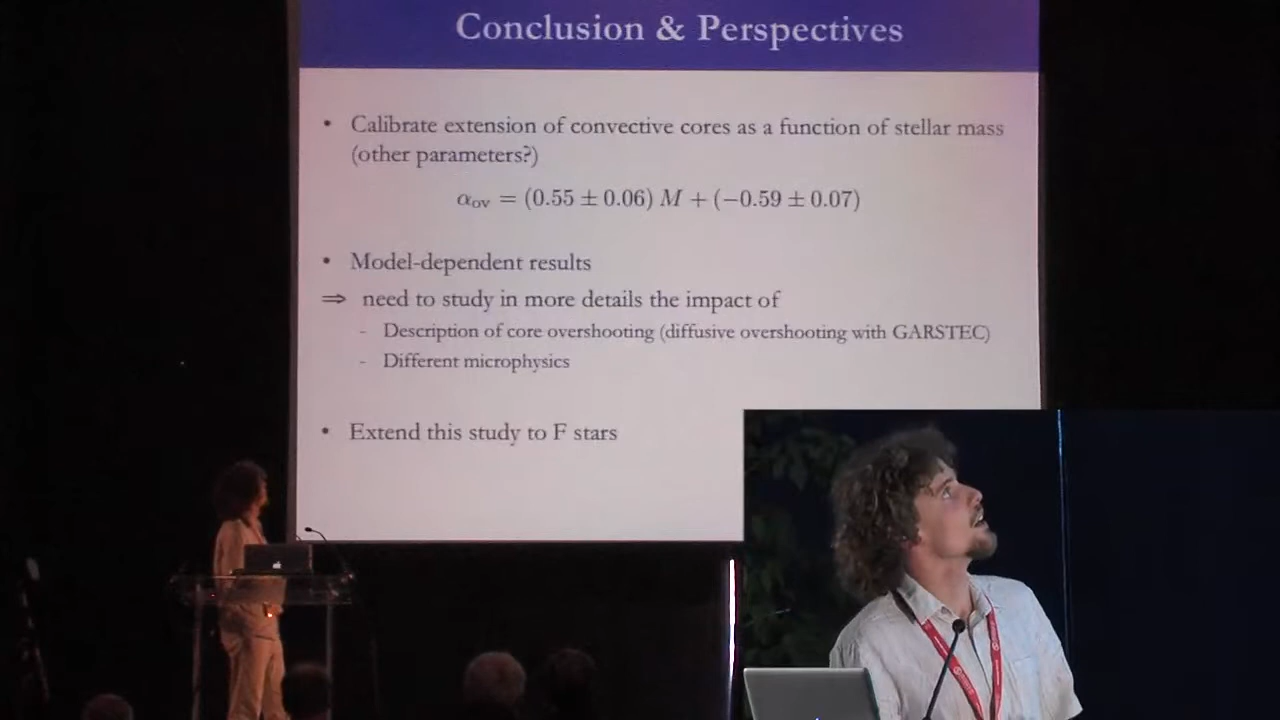 Conclusion & Perspectives
• Calibrate extension of convective cores as a function of stellar mass
(other parameters?)
α_ov = (0.55 ± 0.06) M + (−0.59 ± 0.07)
• Model-dependent results
⇒ need to study in more details the impact of
- Description of core overshooting (diffusive overshooting with GARSTEC)
- Different microphysics
• Extend this study to F stars